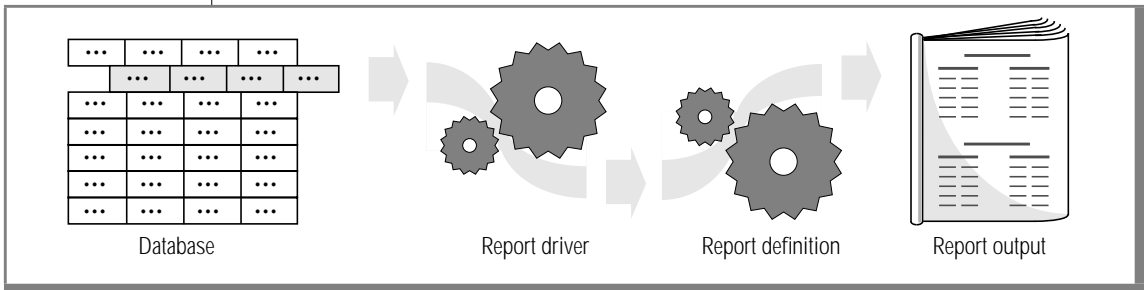 Database
Report driver
Report definition
Report output